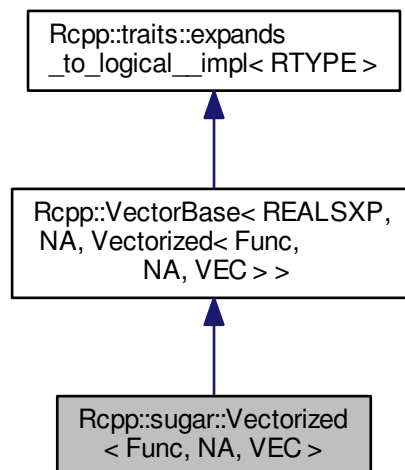 Rcpp::traits::expands
_to_logical__impl< RTYPE >
Rcpp::VectorBase< REALSXP,
NA, Vectorized< Func,
NA, VEC > >
Rcpp::sugar::Vectorized
< Func, NA, VEC >